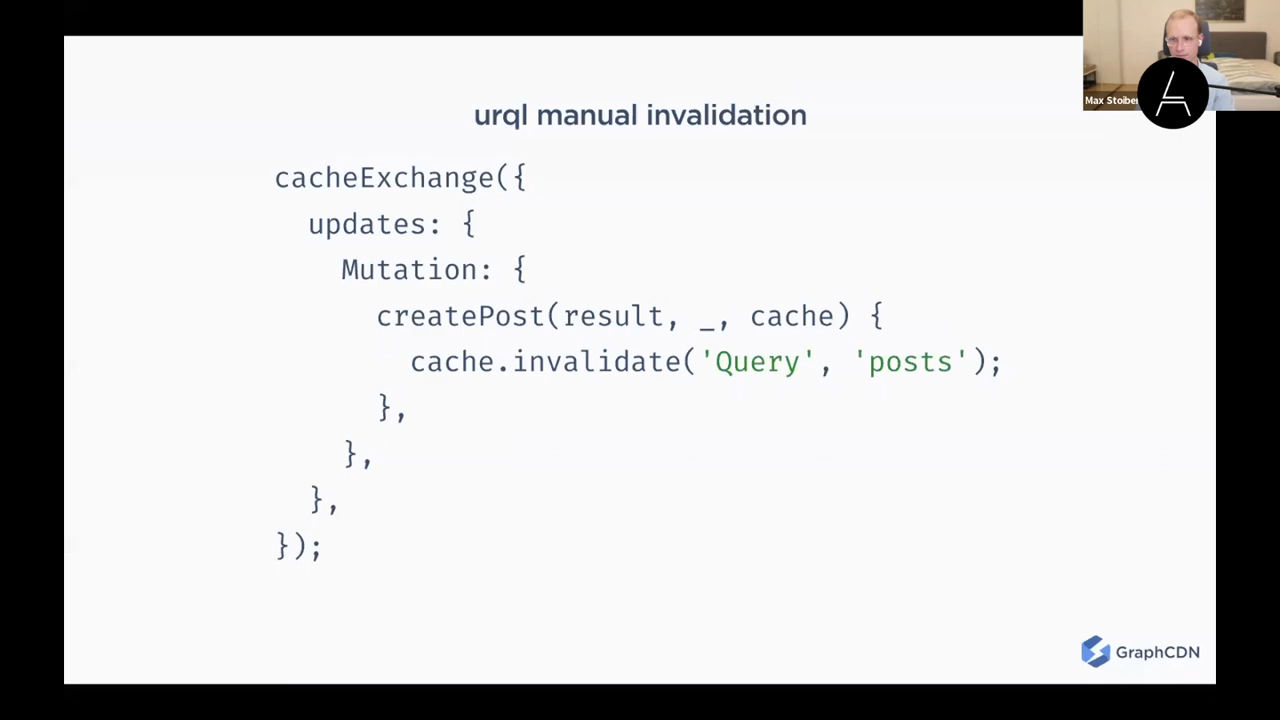 Max Stoiber
urql manual invalidation
cacheExchange({
updates: {
Mutation: {
createPost(result, _, cache) {
cache.invalidate('Query', 'posts');
},
},
},
});
GraphCDN